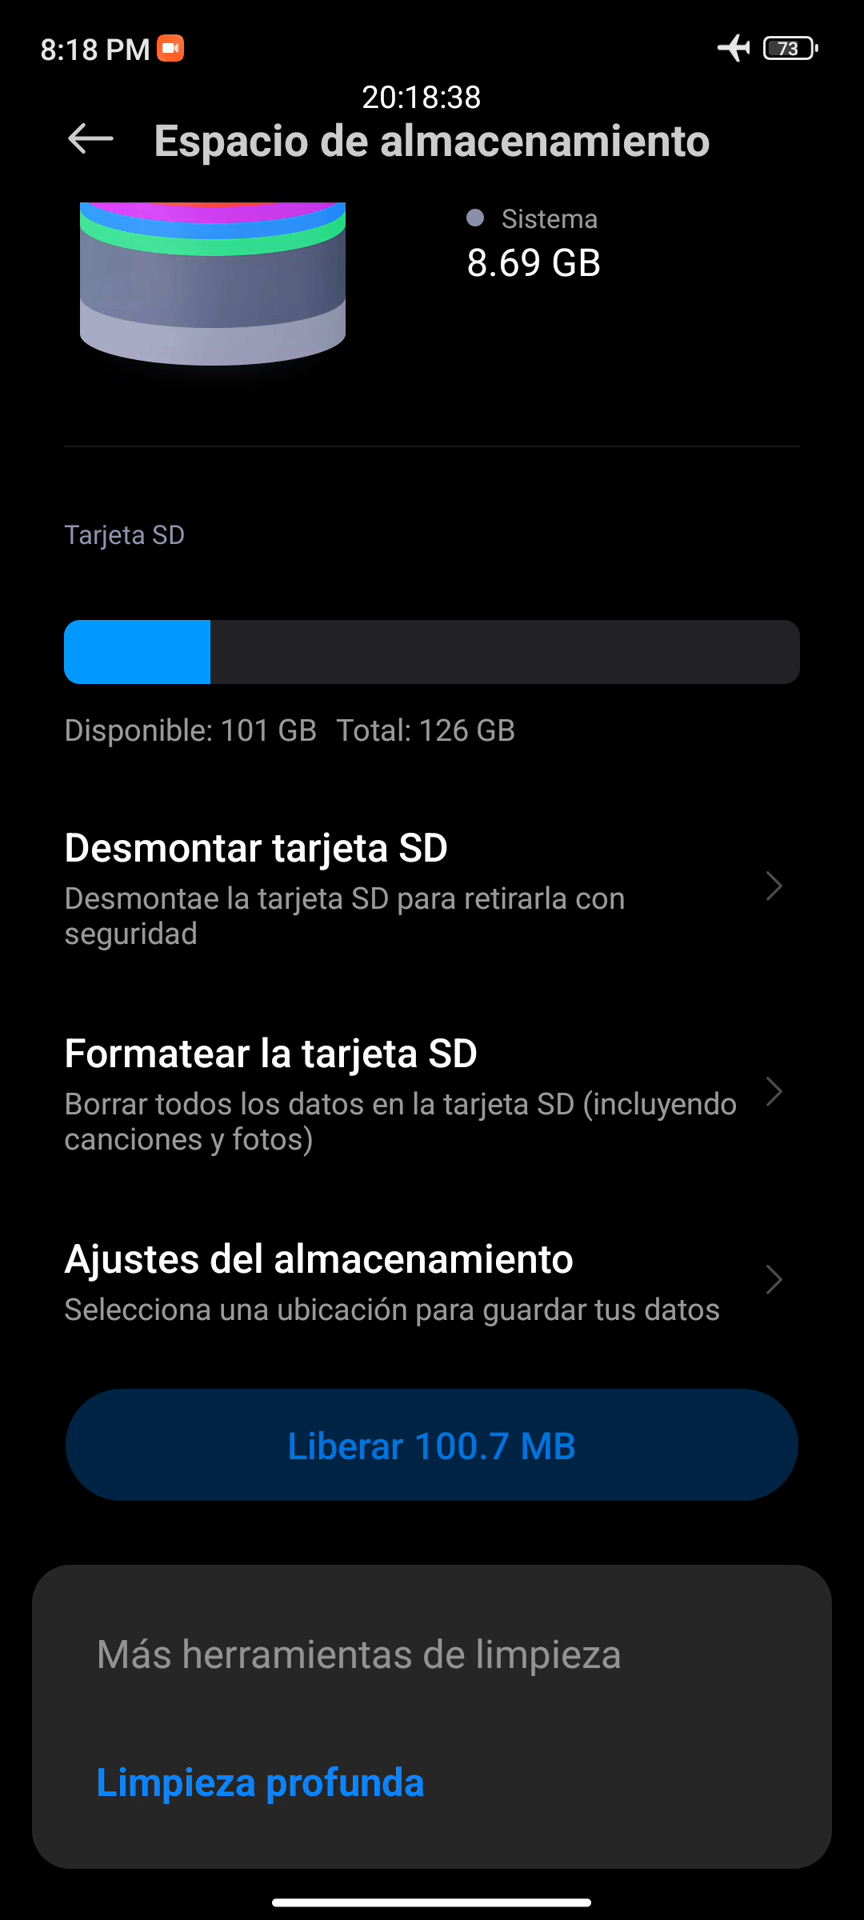 8:18 PM
73
20:18:38
Espacio de almacenamiento
Sistema
8.69 GB
Tarjeta SD
Disponible: 101 GB Total: 126 GB
Desmontar tarjeta SD
Desmontae la tarjeta SD para retirarla con
seguridad
Formatear la tarjeta SD
Borrar todos los datos en la tarjeta SD (incluyendo
canciones y fotos)
Ajustes del almacenamiento
Selecciona una ubicación para guardar tus datos
Liberar 100.7 MB
Más herramientas de limpieza
Limpieza profunda